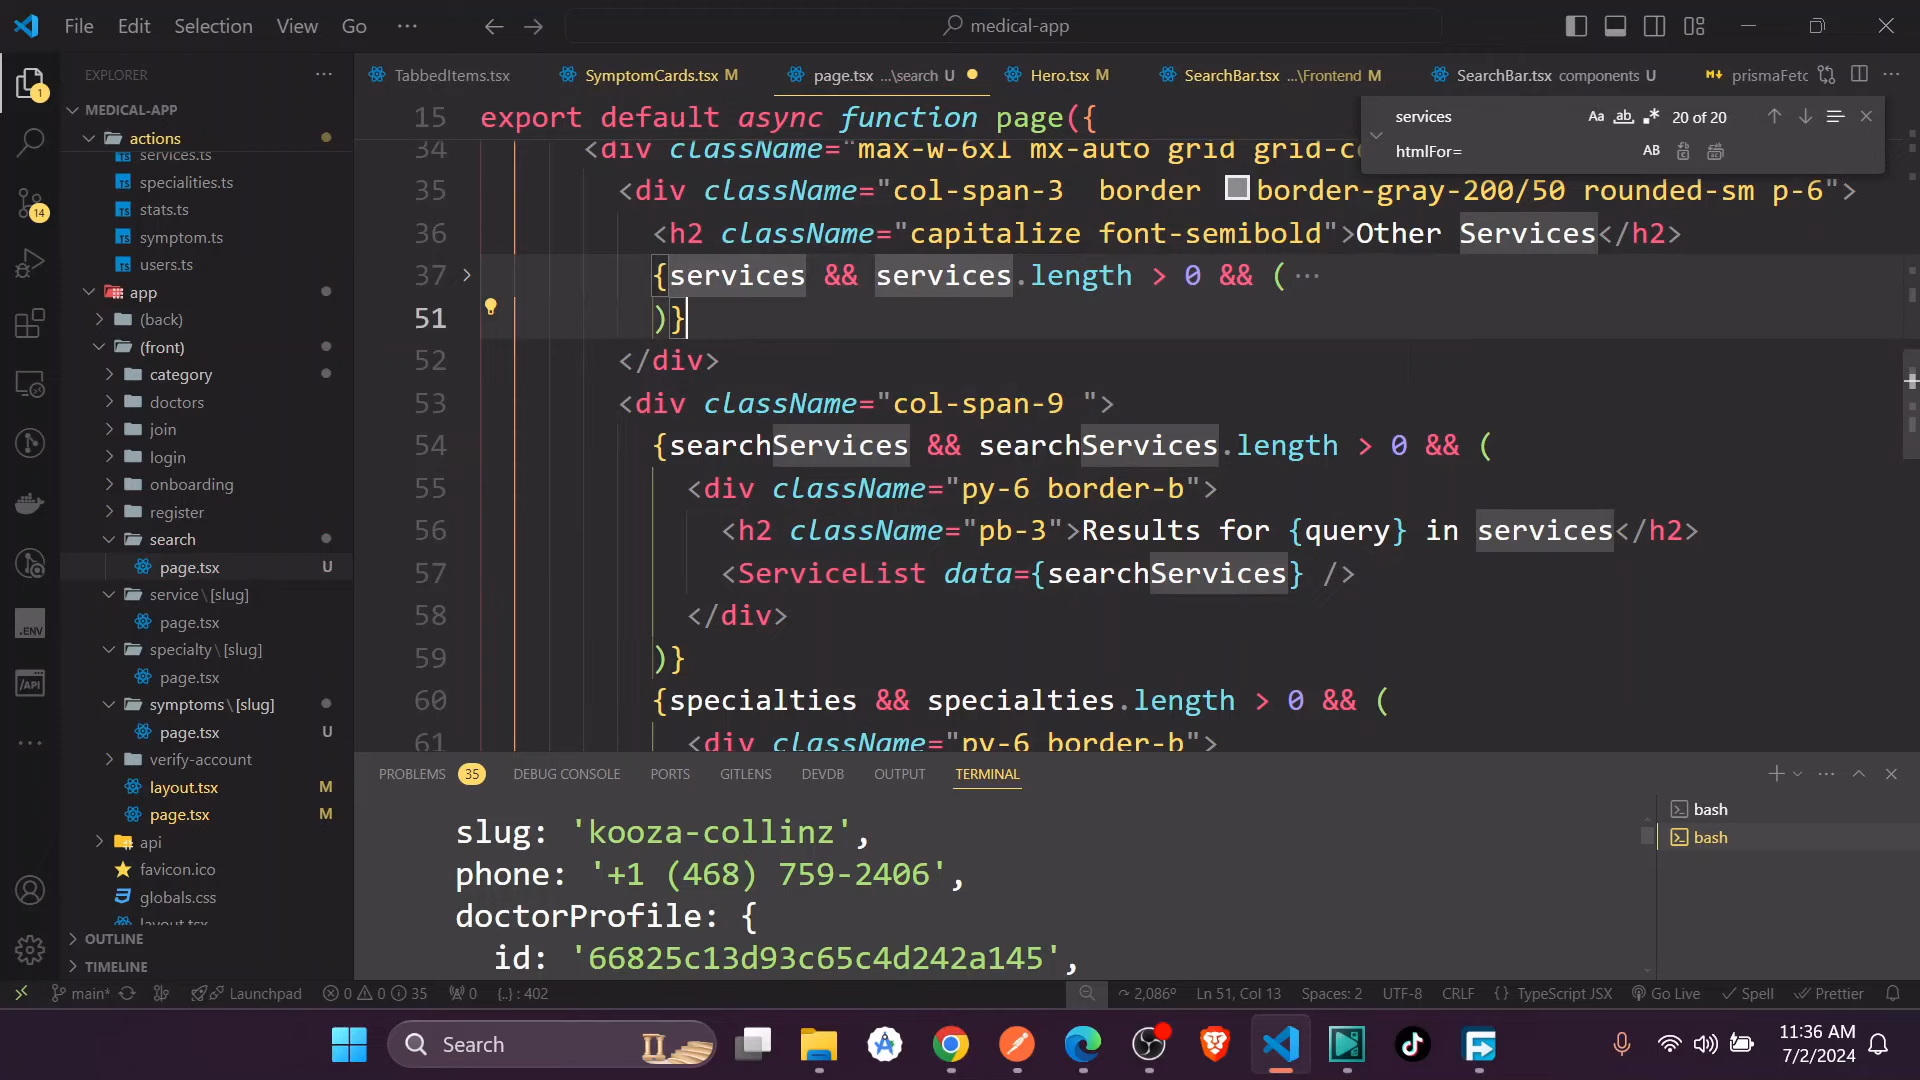 File Edit Selection View Go ··· medical-app
EXPLORER ···
TabbedItems.tsx SymptomCards.tsx M page.tsx ...\search U Hero.tsx M SearchBar.tsx ...\Frontend M SearchBar.tsx components U prismaFetc
MEDICAL-APP
actions
services.ts
specialities.ts
stats.ts
symptom.ts
users.ts
app
(back)
(front)
category
doctors
join
login
onboarding
register
search
page.tsx U
service\[slug]
page.tsx
specialty\[slug]
page.tsx
symptoms\[slug]
page.tsx U
verify-account
layout.tsx M
page.tsx M
api
favicon.ico
globals.css
layout.tsx
OUTLINE
TIMELINE
services Aa ab 20 of 20
htmlFor= AB
15 export default async function page({
34 <div className="max-w-6xl mx-auto grid grid-co
35 <div className="col-span-3  border border-gray-200/50 rounded-sm p-6">
36 <h2 className="capitalize font-semibold">Other Services</h2>
37 {services && services.length > 0 && (···
51 )}
52 </div>
53 <div className="col-span-9 ">
54 {searchServices && searchServices.length > 0 && (
55 <div className="py-6 border-b">
56 <h2 className="pb-3">Results for {query} in services</h2>
57 <ServiceList data={searchServices} />
58 </div>
59 )}
60 {specialties && specialties.length > 0 && (
61 <div className="py-6 border-b">
PROBLEMS 35 DEBUG CONSOLE PORTS GITLENS DEVDB OUTPUT TERMINAL
slug: 'kooza-collinz',
phone: '+1 (468) 759-2406',
doctorProfile: {
id: '66825c13d93c65c4d242a145',
bash
bash
1
14
.ENV
/API
main* Launchpad 0 0 35 0 {..} : 402 2,086º Ln 51, Col 13 Spaces: 2 UTF-8 CRLF {} TypeScript JSX Go Live Spell Prettier
Search
11:36 AM
7/2/2024